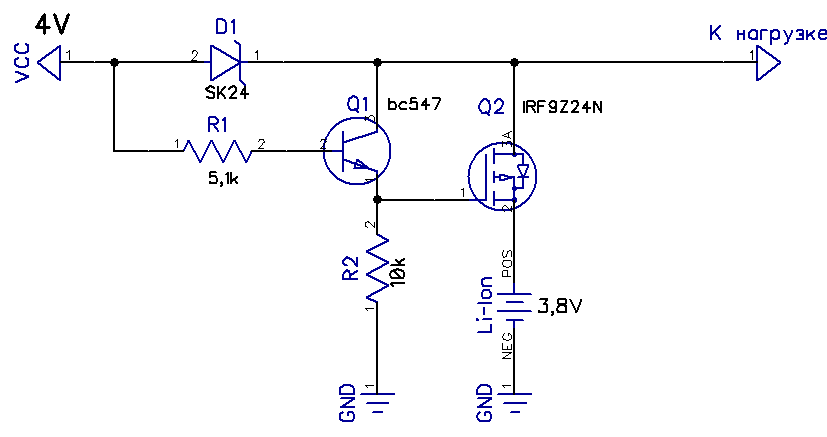 4V
VCC
1
2
D1
1
SK24
К нагрузке
1
R1
1
2
5,1k
Q1
bc547
3
2
1
Q2
IRF9Z24N
3A
1
2
2
R2
10k
1
POS
Li-Ion
3,8V
NEG
1
GND
1
GND